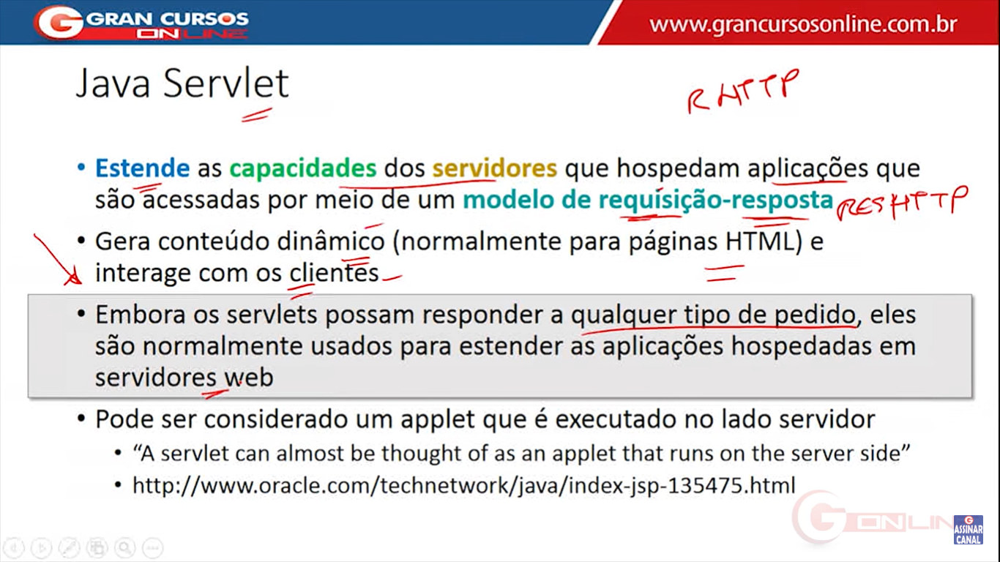 GRAN CURSOS
ONLINE
www.grancursosonline.com.br
Java Servlet
R HTTP
• Estende as capacidades dos servidores que hospedam aplicações que
são acessadas por meio de um modelo de requisição-resposta
RES HTTP
• Gera conteúdo dinâmico (normalmente para páginas HTML) e
interage com os clientes
• Embora os servlets possam responder a qualquer tipo de pedido, eles
são normalmente usados para estender as aplicações hospedadas em
servidores web
• Pode ser considerado um applet que é executado no lado servidor
• “A servlet can almost be thought of as an applet that runs on the server side”
• http://www.oracle.com/technetwork/java/index-jsp-135475.html
G ONLIN
G
ASSINAR
CANAL